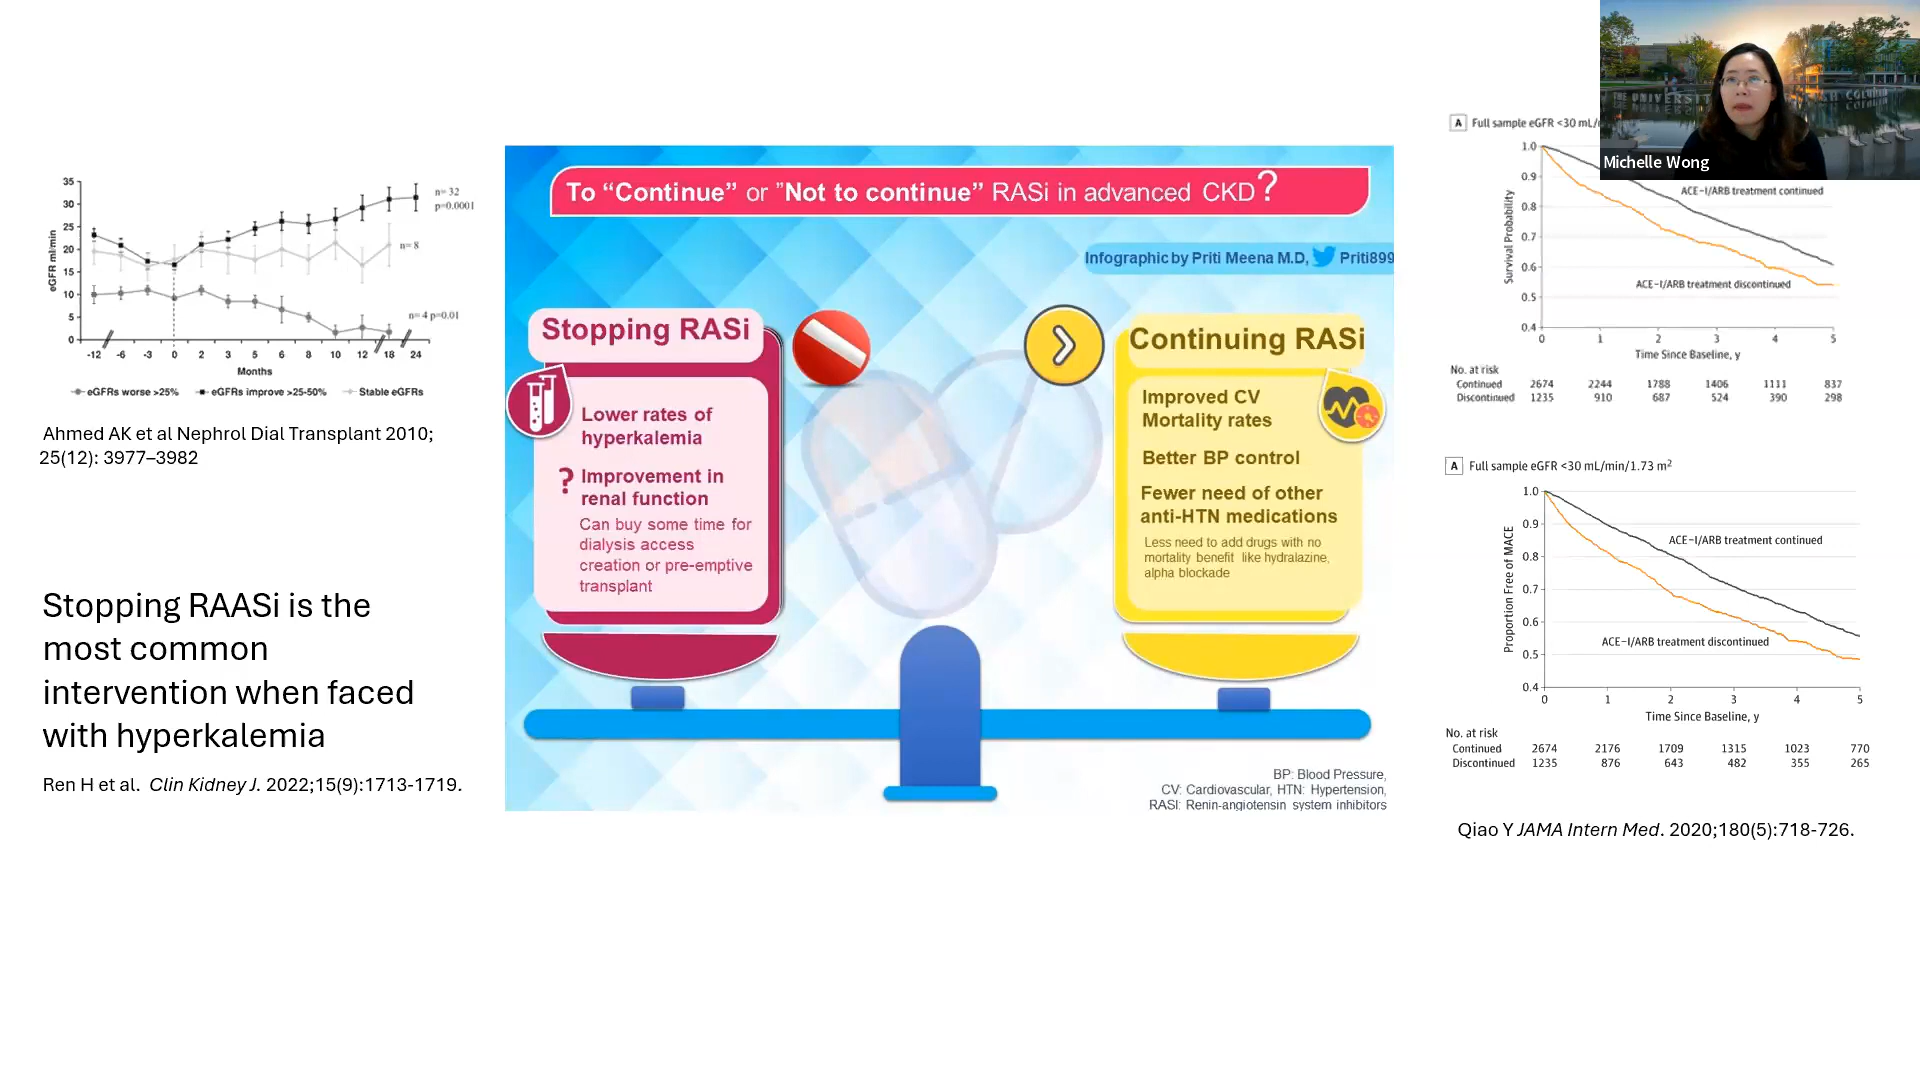 35
30
25
20
15
10
5
0
eGFR ml/min
n= 32
p=0.0001
n= 8
n= 4 p=0.01
-12 -6 -3 0 2 3 5 6 8 10 12 18 24
Months
eGFRs worse >25% eGFRs improve >25-50% Stable eGFRs
Ahmed AK et al Nephrol Dial Transplant 2010;
25(12): 3977–3982
Stopping RAASi is the
most common
intervention when faced
with hyperkalemia
Ren H et al. Clin Kidney J. 2022;15(9):1713-1719.
To “Continue” or ”Not to continue” RASi in advanced CKD?
Infographic by Priti Meena M.D, Priti899
Stopping RASi
Lower rates of
hyperkalemia
? Improvement in
renal function
Can buy some time for
dialysis access
creation or pre-emptive
transplant
Continuing RASi
Improved CV
Mortality rates
Better BP control
Fewer need of other
anti-HTN medications
Less need to add drugs with no
mortality benefit like hydralazine,
alpha blockade
BP: Blood Pressure,
CV: Cardiovascular, HTN: Hypertension,
RASI: Renin-angiotensin system inhibitors
Michelle Wong
A Full sample eGFR <30 mL/
1.0
0.9
0.8
0.7
0.6
0.5
0.4
Survival Probability
ACE-I/ARB treatment continued
ACE-I/ARB treatment discontinued
0 1 2 3 4 5
Time Since Baseline, y
No. at risk
Continued 2674 2244 1788 1406 1111 837
Discontinued 1235 910 687 524 390 298
A Full sample eGFR <30 mL/min/1.73 m²
1.0
0.9
0.8
0.7
0.6
0.5
0.4
Proportion Free of MACE
ACE-I/ARB treatment continued
ACE-I/ARB treatment discontinued
0 1 2 3 4 5
Time Since Baseline, y
No. at risk
Continued 2674 2176 1709 1315 1023 770
Discontinued 1235 876 643 482 355 265
Qiao Y JAMA Intern Med. 2020;180(5):718-726.